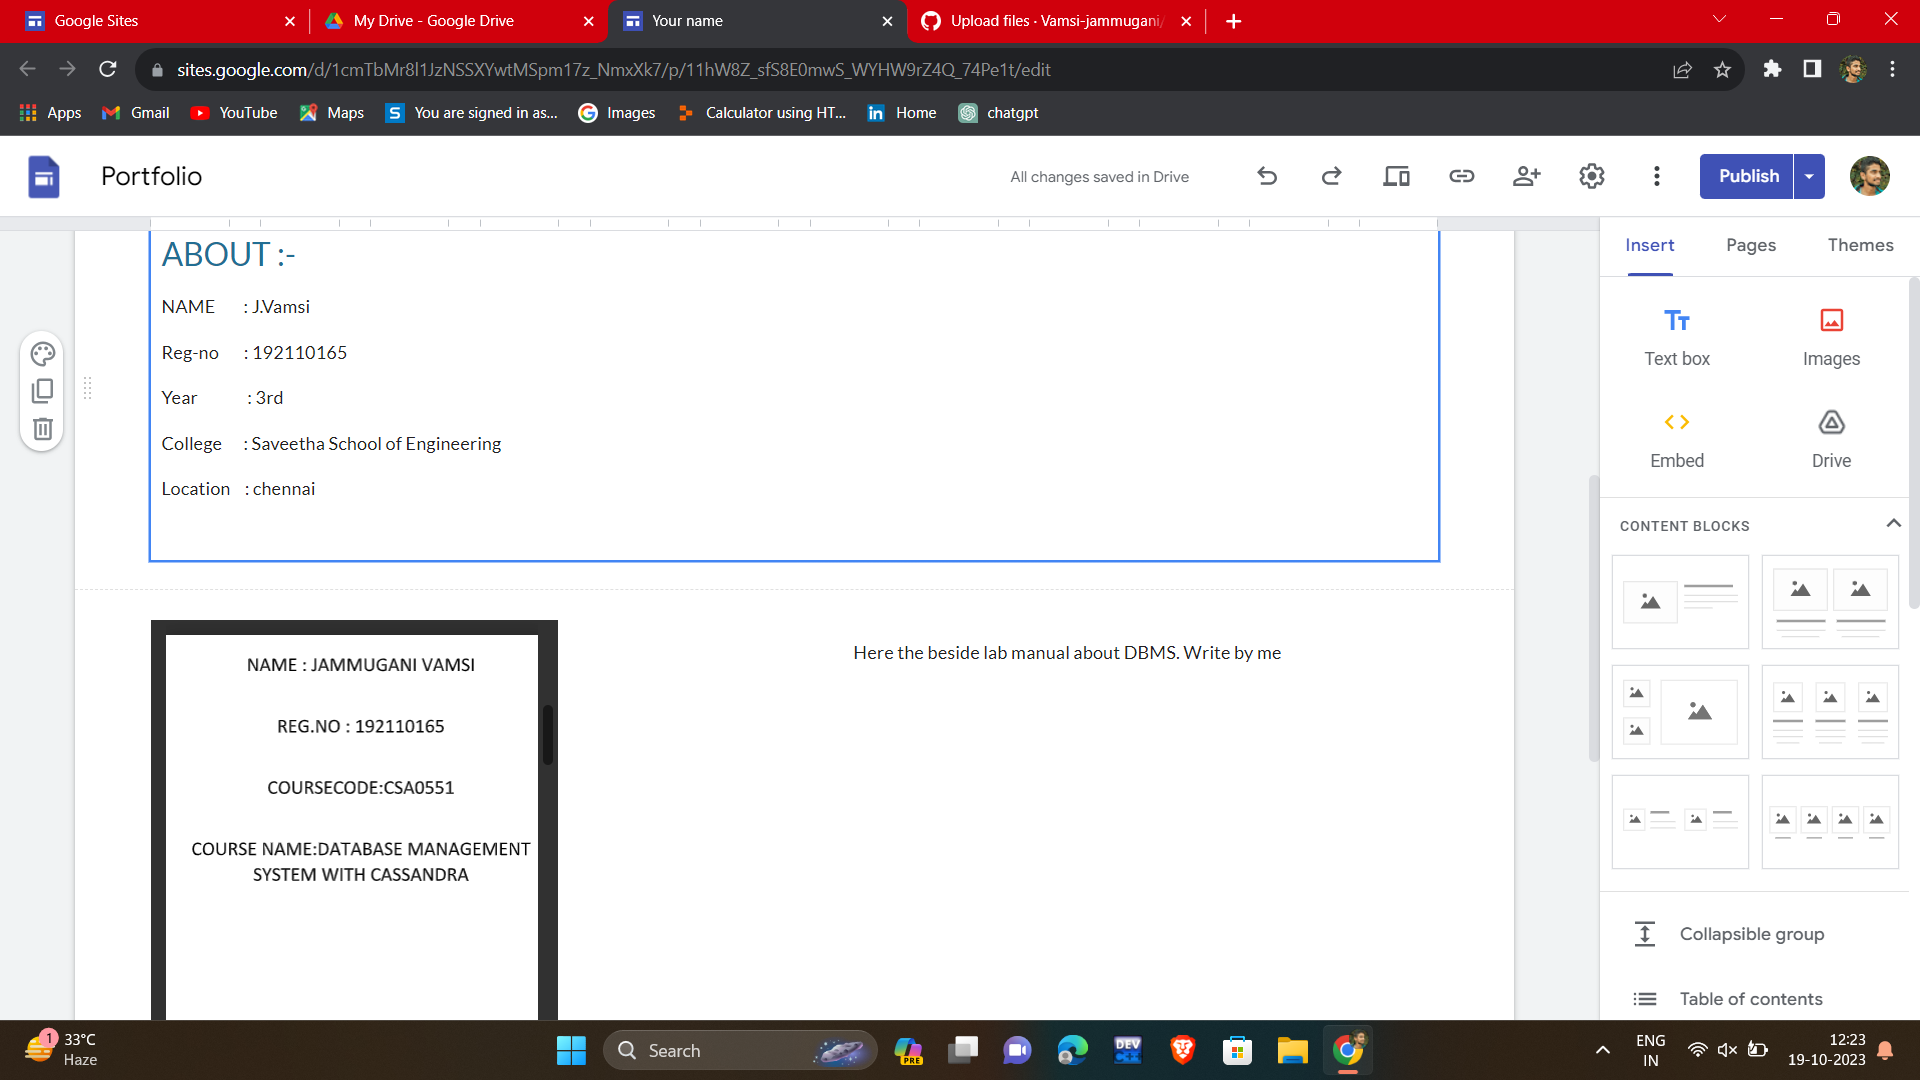 Google Sites
My Drive - Google Drive
Your name
Upload files · Vamsi-jammugani/
sites.google.com/d/1cmTbMr8l1JzNSSXYwtMSpm17z_NmxXk7/p/11hW8Z_sfS8E0mwS_WYHW9rZ4Q_74Pe1t/edit
Apps
Gmail
YouTube
Maps
You are signed in as...
Images
Calculator using HT...
Home
chatgpt
Portfolio
All changes saved in Drive
Publish
Insert
Pages
Themes
ABOUT :-
NAME : J.Vamsi
Reg-no : 192110165
Year : 3rd
College : Saveetha School of Engineering
Location : chennai
Text box
Images
Embed
Drive
CONTENT BLOCKS
NAME : JAMMUGANI VAMSI
REG.NO : 192110165
COURSECODE:CSA0551
COURSE NAME:DATABASE MANAGEMENT
SYSTEM WITH CASSANDRA
Here the beside lab manual about DBMS. Write by me
Collapsible group
Table of contents
1
33°C
Haze
Search
PRE
DEV
ENG
IN
12:23
19-10-2023